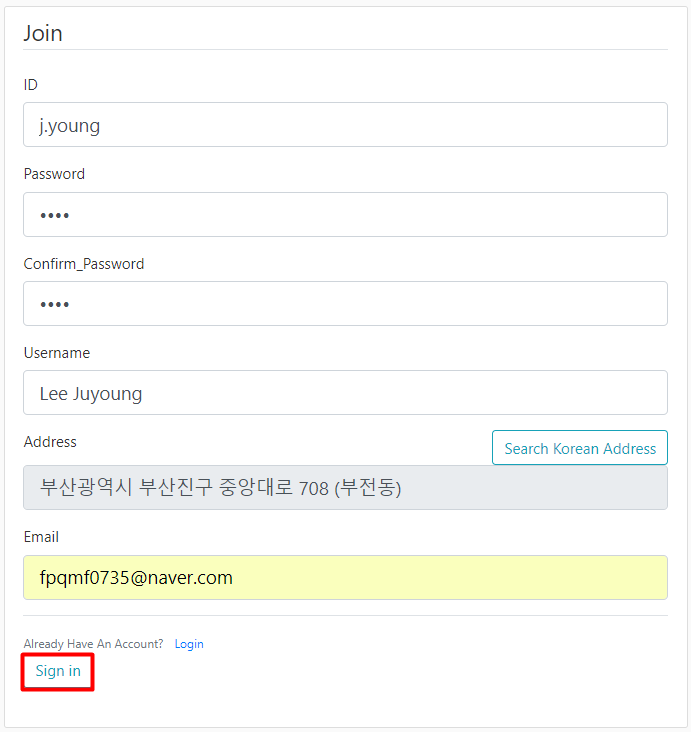 Join
ID
j.young
Password
••••
Confirm_Password
••••
Username
Lee Juyoung
Address
Search Korean Address
부산광역시 부산진구 중앙대로 708 (부전동)
Email
fpqmf0735@naver.com
Already Have An Account? Login
Sign in